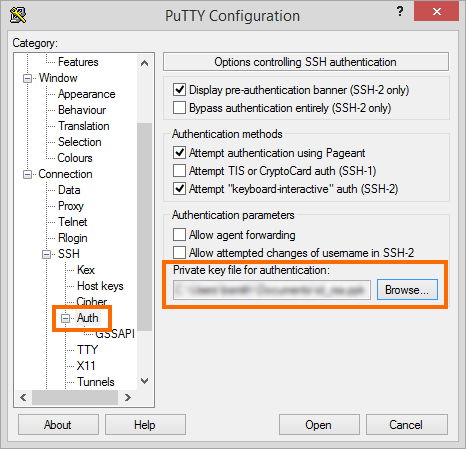 PuTTY Configuration
?
Category:
Features
Window
Appearance
Behaviour
Translation
Selection
Colours
Connection
Data
Proxy
Telnet
Rlogin
SSH
Kex
Host keys
Cipher
Auth
GSSAPI
TTY
X11
Tunnels
Options controlling SSH authentication
Display pre-authentication banner (SSH-2 only)
Bypass authentication entirely (SSH-2 only)
Authentication methods
Attempt authentication using Pageant
Attempt TIS or CryptoCard auth (SSH-1)
Attempt "keyboard-interactive" auth (SSH-2)
Authentication parameters
Allow agent forwarding
Allow attempted changes of username in SSH-2
Private key file for authentication:
Browse...
About
Help
Open
Cancel